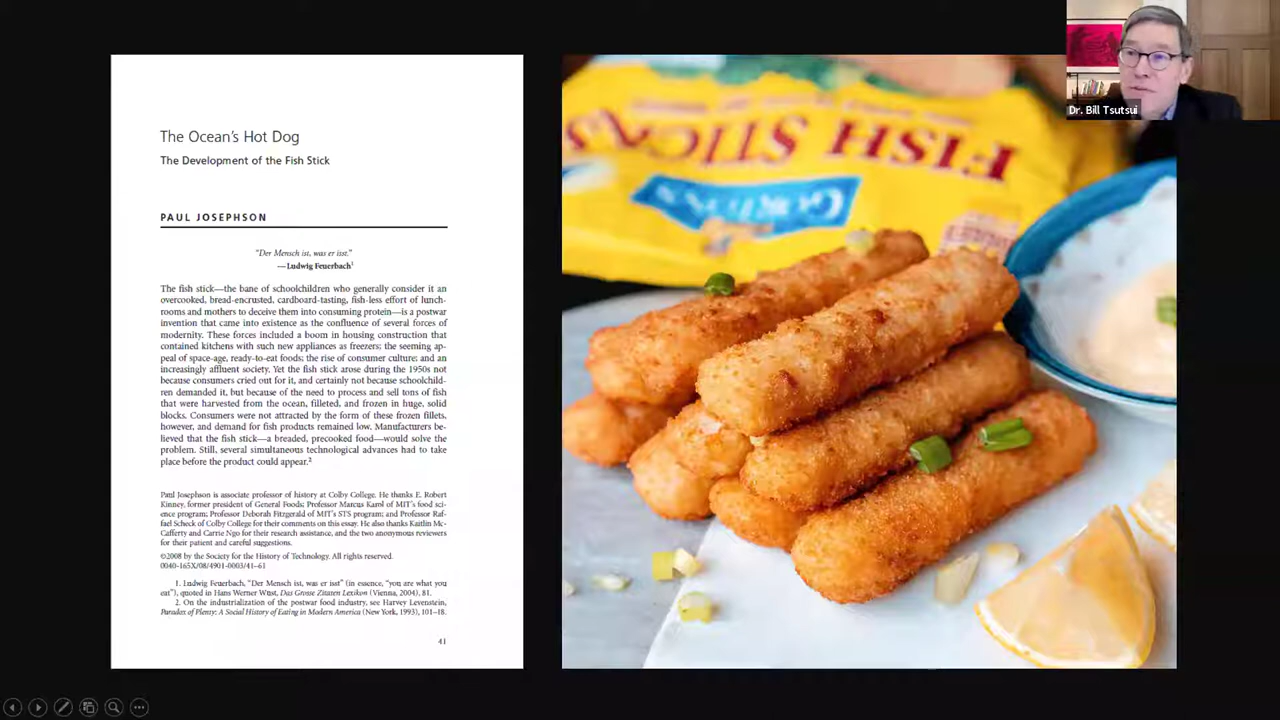 The Ocean's Hot Dog
The Development of the Fish Stick
PAUL JOSEPHSON
"Der Mensch ist, was er isst."
—Ludwig Feuerbach1
The fish stick—the bane of schoolchildren who generally consider it an
overcooked, bread-encrusted, cardboard-tasting, fish-less effort of lunch-
rooms and mothers to deceive them into consuming protein—is a postwar
invention that came into existence as the confluence of several forces of
modernity. These forces included a boom in housing construction that
contained kitchens with such new appliances as freezers; the seeming ap-
peal of space-age, ready-to-eat foods; the rise of consumer culture; and an
increasingly affluent society. Yet the fish stick arose during the 1950s not
because consumers cried out for it, and certainly not because schoolchild-
ren demanded it, but because of the need to process and sell tons of fish
that were harvested from the ocean, filleted, and frozen in huge, solid
blocks. Consumers were not attracted by the form of these frozen fillets,
however, and demand for fish products remained low. Manufacturers be-
lieved that the fish stick—a breaded, precooked food—would solve the
problem. Still, several simultaneous technological advances had to take
place before the product could appear.2
Paul Josephson is associate professor of history at Colby College. He thanks E. Robert
Kinney, former president of General Foods; Professor Marcus Karol of MIT's food sci-
ence program; Professor Deborah Fitzgerald of MIT's STS program; and Professor Raf-
fael Scheck of Colby College for their comments on this essay. He also thanks Kaitlin Mc-
Cafferty and Carrie Ngo for their research assistance, and the two anonymous reviewers
for their patient and careful suggestions.
©2008 by the Society for the History of Technology. All rights reserved.
0040-165X/08/4901-0003/41–61
1. Ludwig Feuerbach, "Der Mensch ist, was er isst" (in essence, "you are what you
eat"), quoted in Hans Werner Wüst, Das Grosse Zitaten Lexikon (Vienna, 2004), 81.
2. On the industrialization of the postwar food industry, see Harvey Levenstein,
Paradox of Plenty: A Social History of Eating in Modern America (New York, 1993), 101–18.
41
FISH STICKS
GORTON'S
Dr. Bill Tsutsui